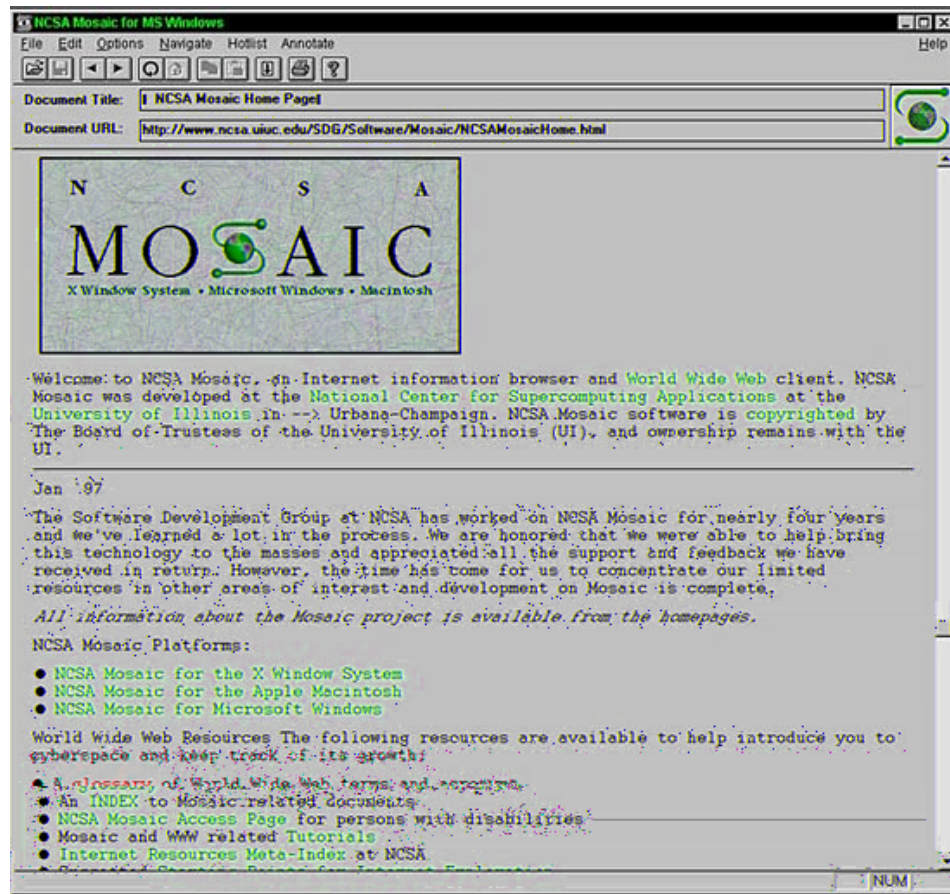 NCSA Mosaic for MS Windows
File Edit Options Navigate Hotlist Annotate Help
Document Title: NCSA Mosaic Home Page
Document URL: http://www.ncsa.uiuc.edu/SDG/Software/Mosaic/NCSAMosaicHome.html
N C S A
MOSAIC
X Window System • Microsoft Windows • Macintosh
Welcome to NCSA Mosaic, an Internet information browser and World Wide Web client. NCSA
Mosaic was developed at the National Center for Supercomputing Applications at the
University of Illinois in --> Urbana-Champaign. NCSA Mosaic software is copyrighted by
The Board of Trustees of the University of Illinois (UI), and ownership remains with the
UI.
Jan '97
The Software Development Group at NCSA has worked on NCSA Mosaic for nearly four years
and we've learned a lot in the process. We are honored that we were able to help bring
this technology to the masses and appreciated all the support and feedback we have
received in return. However, the time has come for us to concentrate our limited
resources in other areas of interest and development on Mosaic is complete.
All information about the Mosaic project is available from the homepages.
NCSA Mosaic Platforms:
● NCSA Mosaic for the X Window System
● NCSA Mosaic for the Apple Macintosh
● NCSA Mosaic for Microsoft Windows
World Wide Web Resources The following resources are available to help introduce you to
cyberspace and keep track of its growth:
● A glossary of World Wide Web terms and acronyms
● An INDEX to Mosaic related documents
● NCSA Mosaic Access Page for persons with disabilities
● Mosaic and WWW related Tutorials
● Internet Resources Meta-Index at NCSA
NUM